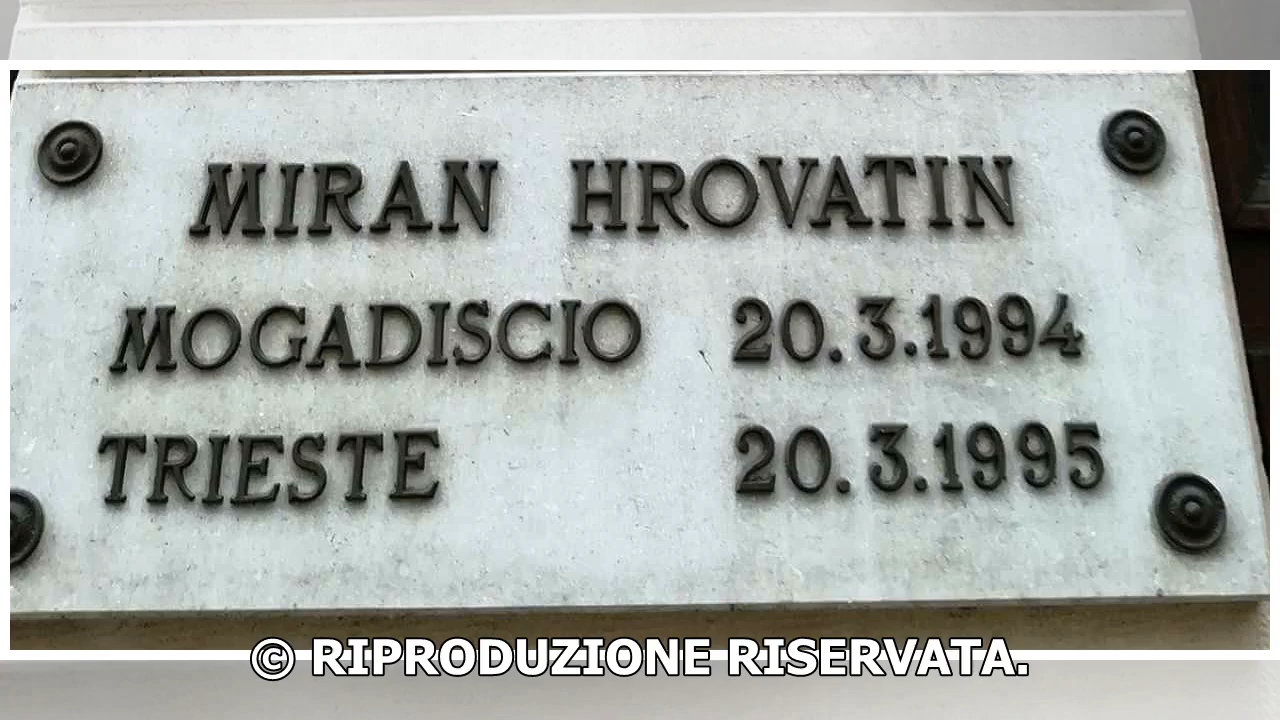 MIRAN HROVATIN
MOGADISCIO 20.3.1994
TRIESTE 20.3.1995
© RIPRODUZIONE RISERVATA.